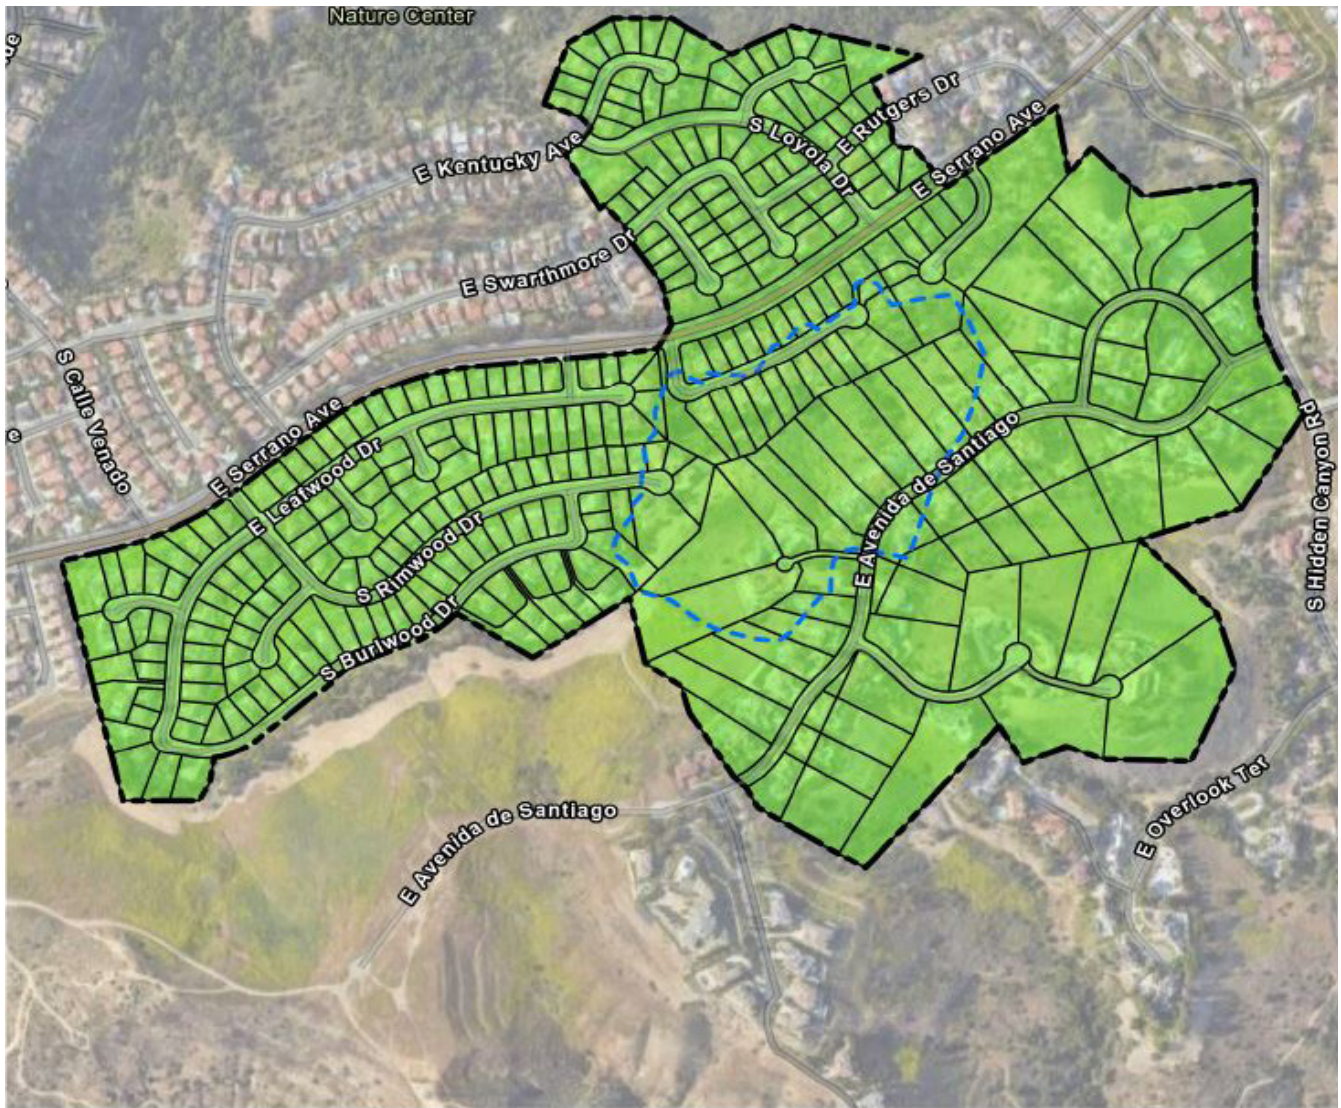 Nature Center
de
E Rutgers Dr
S Loyola Dr
E Kentucky Ave
E Serrano Ave
E Swarthmore Dr
S Calle Venado
E Serrano Ave
E Leafwood Dr
e
E Avenida de Santiago
S Hidden Canyon Rd
S Rimwood Dr
S Burlwood Dr
E Avenida de Santiago
E Overlook Ter